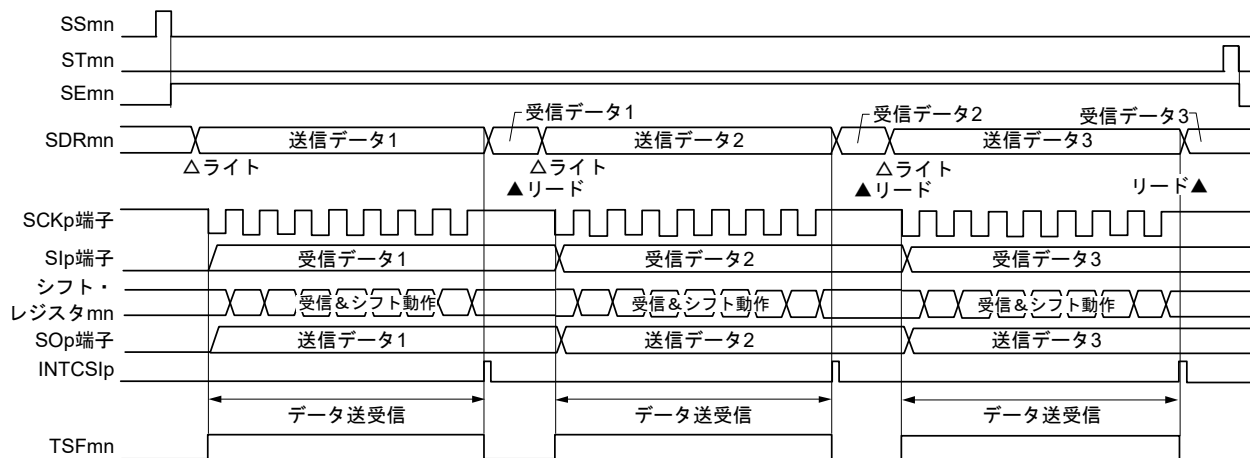 SSmn
STmn
SEmn
受信データ1
受信データ2
受信データ3
SDRmn
送信データ1
送信データ2
送信データ3
△ライト
△ライト
△ライト
▲リード
▲リード
リード▲
SCKp端子
SIp端子
受信データ1
受信データ2
受信データ3
シフト・
レジスタmn
受信&シフト動作
受信&シフト動作
受信&シフト動作
SOp端子
送信データ1
送信データ2
送信データ3
INTCSIp
データ送受信
データ送受信
データ送受信
TSFmn